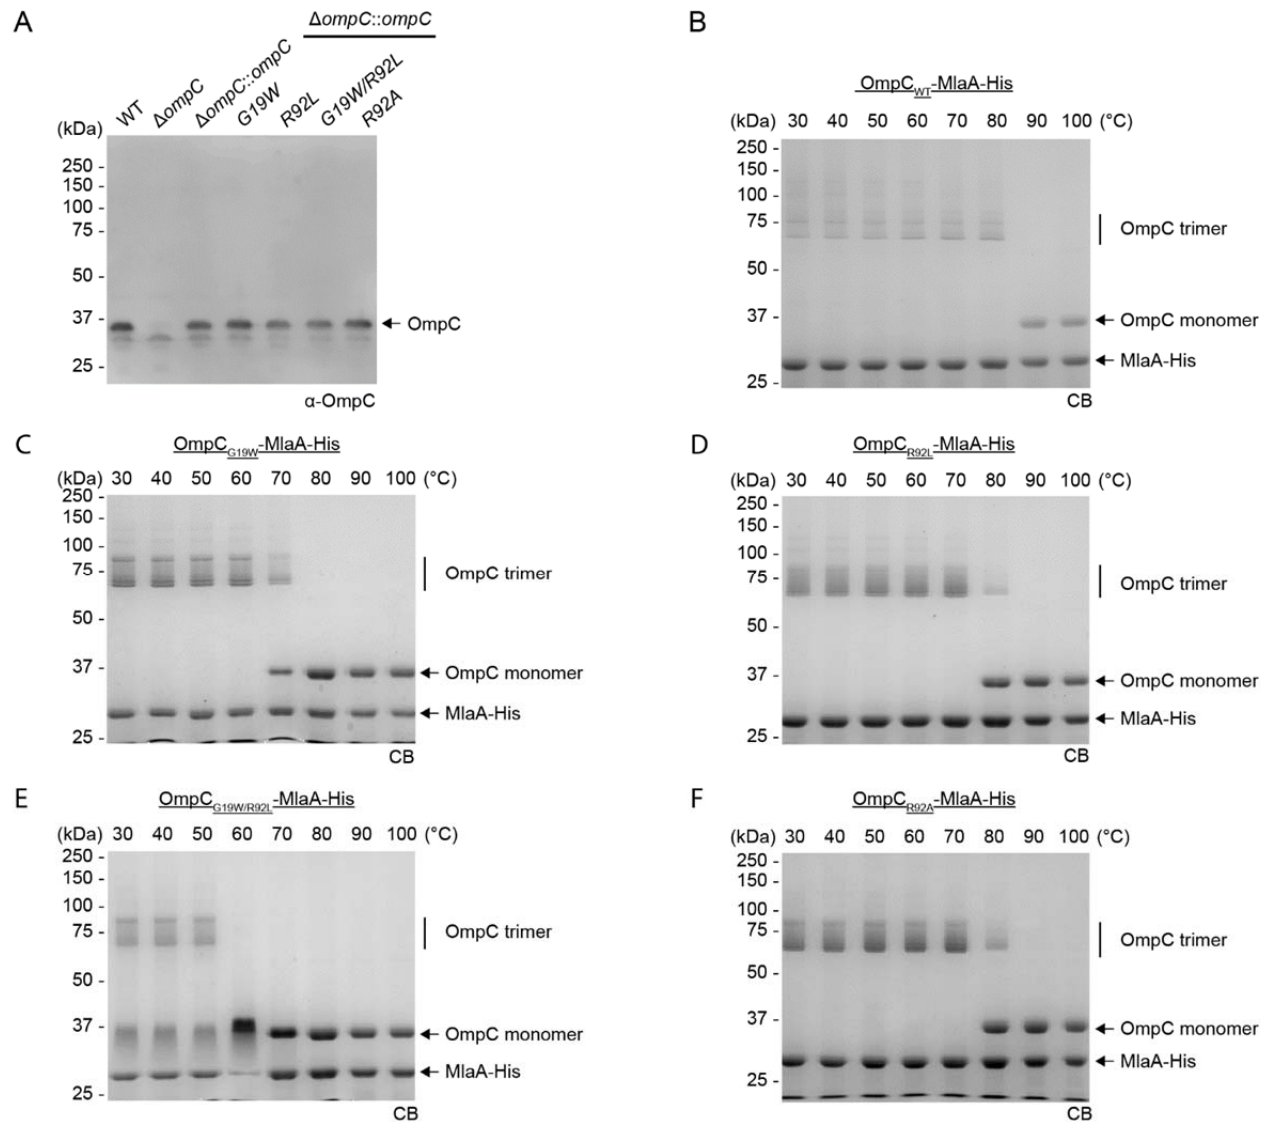 A
ΔompC::ompC
WT
ΔompC
ΔompC::ompC
G19W
R92L
G19W/R92L
R92A
(kDa)
250 -
150 -
100 -
75 -
50 -
37 -
25 -
OmpC
α-OmpC
B
OmpCWT-MlaA-His
(kDa) 30 40 50 60 70 80 90 100 (°C)
250 -
150 -
100 -
75 -
50 -
37 -
25 -
OmpC trimer
OmpC monomer
MlaA-His
CB
C
OmpCG19W-MlaA-His
(kDa) 30 40 50 60 70 80 90 100 (°C)
250 -
150 -
100 -
75 -
50 -
37 -
25 -
OmpC trimer
OmpC monomer
MlaA-His
CB
D
OmpCR92L-MlaA-His
(kDa) 30 40 50 60 70 80 90 100 (°C)
250 -
150 -
100 -
75 -
50 -
37 -
25 -
OmpC trimer
OmpC monomer
MlaA-His
CB
E
OmpCG19W/R92L-MlaA-His
(kDa) 30 40 50 60 70 80 90 100 (°C)
250 -
150 -
100 -
75 -
50 -
37 -
25 -
OmpC trimer
OmpC monomer
MlaA-His
CB
F
OmpCR92A-MlaA-His
(kDa) 30 40 50 60 70 80 90 100 (°C)
250 -
150 -
100 -
75 -
50 -
37 -
25 -
OmpC trimer
OmpC monomer
MlaA-His
CB